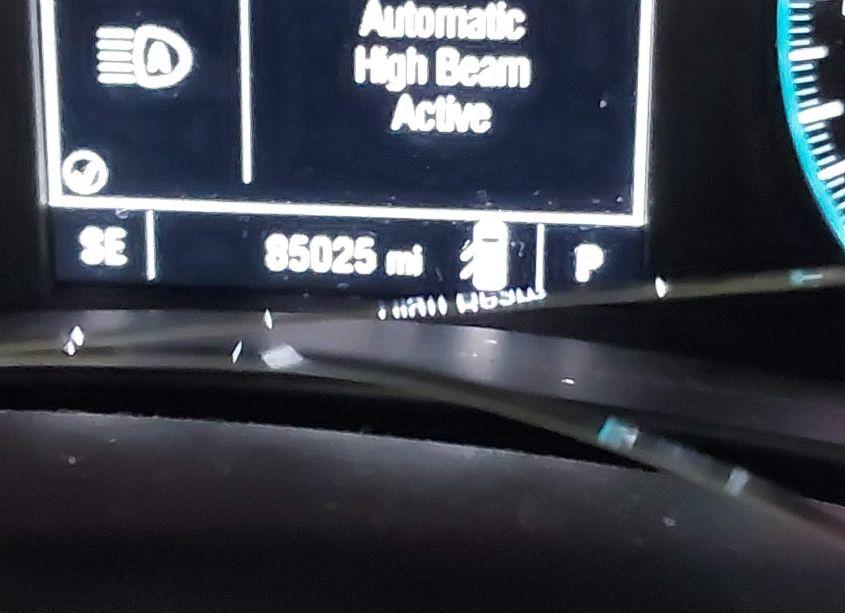 Automatic
High Beam
Active
SE
85025 mi
P